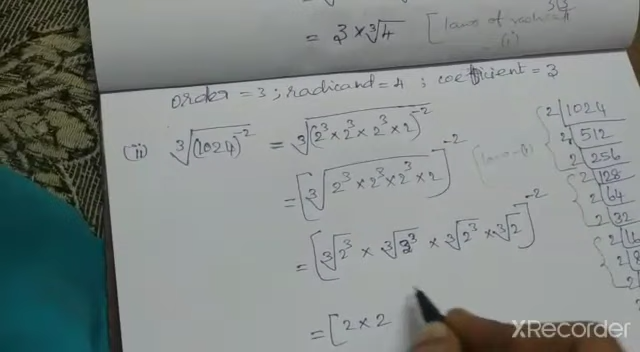 = 3 × ∛4 [laws of radicals
(i)
order = 3 ; radicand = 4 ; coefficient = 3
(ii) ∛(1024)⁻² = ∛(2³ × 2³ × 2³ × 2)⁻²
= [∛2³ × 2³ × 2³ × 2]⁻²
= [∛2³ × ∛2³ × ∛2³ × ∛2]⁻²
= [2 × 2
2 1024
2 512
2 256
2 128
2 64
2 32
XRecorder